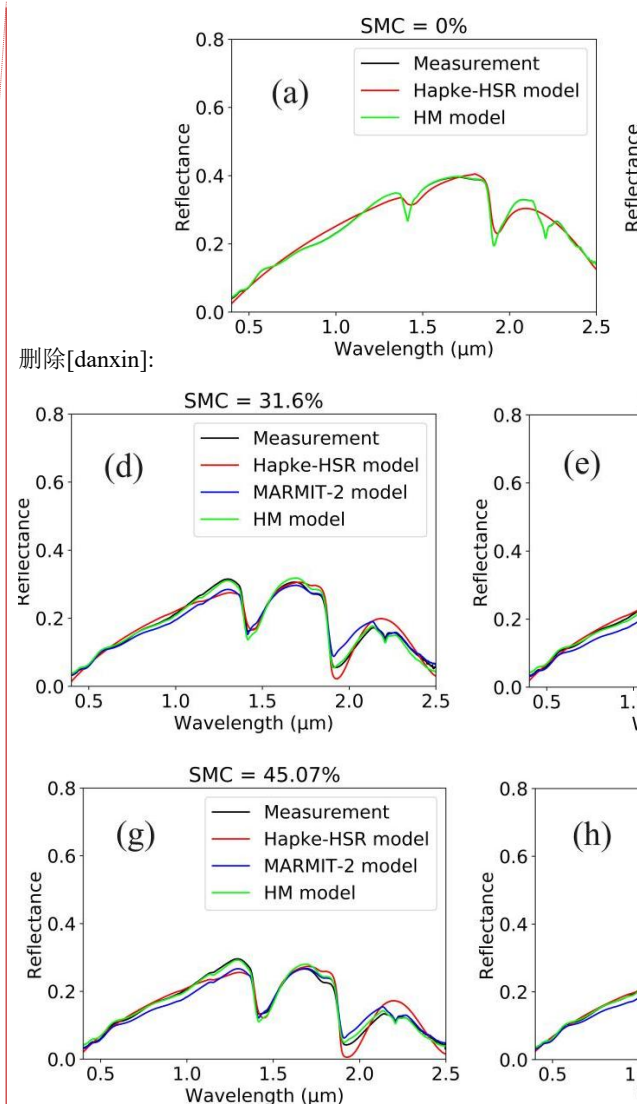 SMC = 0%
0.8
0.6
0.4
0.2
0.0
Reflectance
(a)
Measurement
Hapke-HSR model
HM model
0.5 1.0 1.5 2.0 2.5
Wavelength (μm)
Reflectance
删除[danxin]:
SMC = 31.6%
0.8
0.6
0.4
0.2
0.0
Reflectance
(d)
Measurement
Hapke-HSR model
MARMIT-2 model
HM model
0.5 1.0 1.5 2.0 2.5
Wavelength (μm)
0.8
0.6
0.4
0.2
0.0
Reflectance
(e)
0.5 1.
W
SMC = 45.07%
0.8
0.6
0.4
0.2
0.0
Reflectance
(g)
Measurement
Hapke-HSR model
MARMIT-2 model
HM model
0.5 1.0 1.5 2.0 2.5
Wavelength (μm)
0.8
0.6
0.4
0.2
0.0
Reflectance
(h)
0.5 1